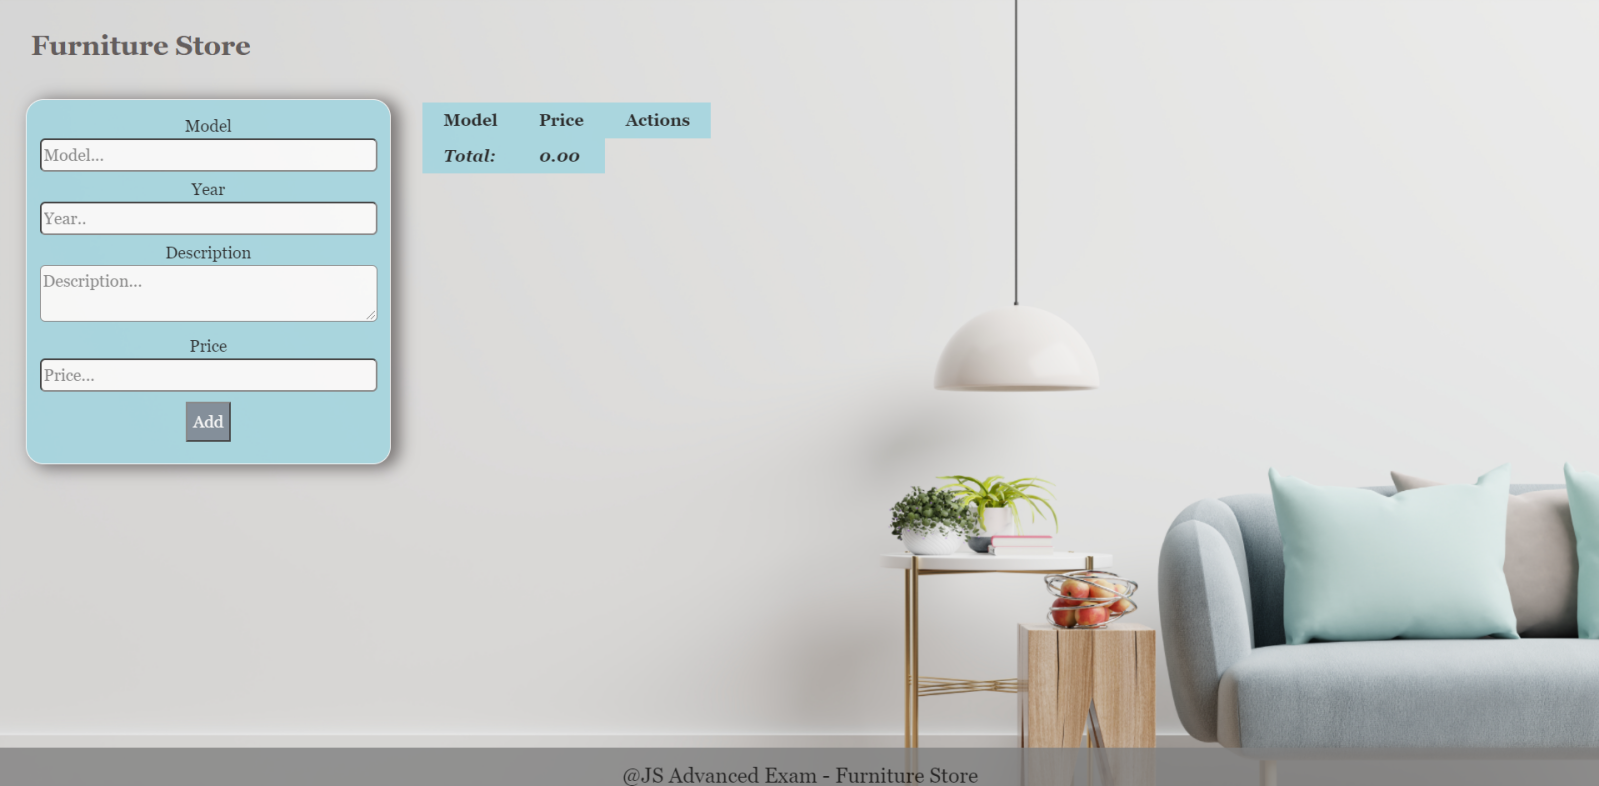 Furniture Store
Model
Model...
Year
Year..
Description
Description...
Price
Price...
Add
Model Price Actions
Total: 0.00
@JS Advanced Exam - Furniture Store